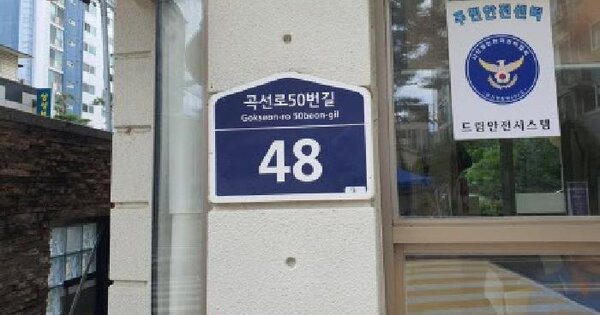 곡선로50번길
Gokseon-ro 50beon-gil
48
주민안전센터
드림안전시스템